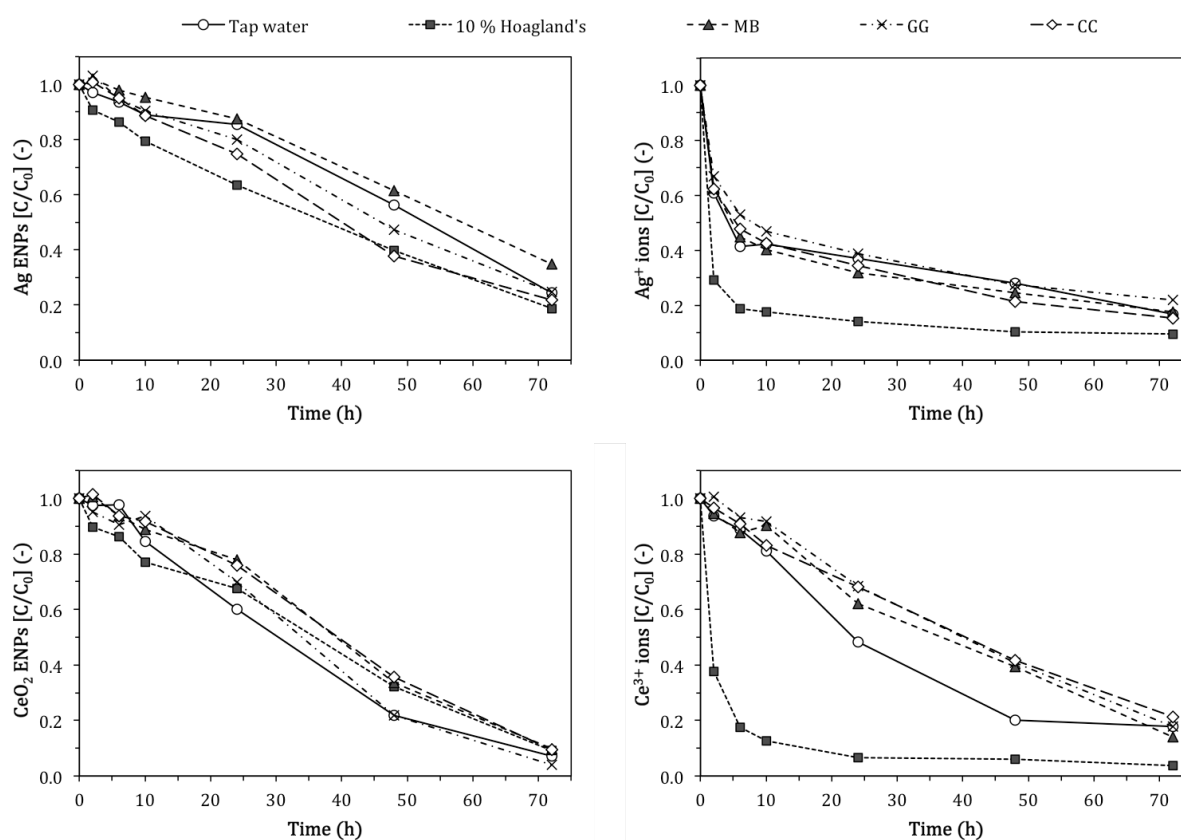 Tap water 10 % Hoagland's MB GG CC
Ag ENPs [C/C₀] (-)
1.0
0.8
0.6
0.4
0.2
0.0
0 10 20 30 40 50 60 70
Time (h)
Ag⁺ ions [C/C₀] (-)
1.0
0.8
0.6
0.4
0.2
0.0
0 10 20 30 40 50 60 70
Time (h)
CeO₂ ENPs [C/C₀] (-)
1.0
0.8
0.6
0.4
0.2
0.0
0 10 20 30 40 50 60 70
Time (h)
Ce³⁺ ions [C/C₀] (-)
1.0
0.8
0.6
0.4
0.2
0.0
0 10 20 30 40 50 60 70
Time (h)